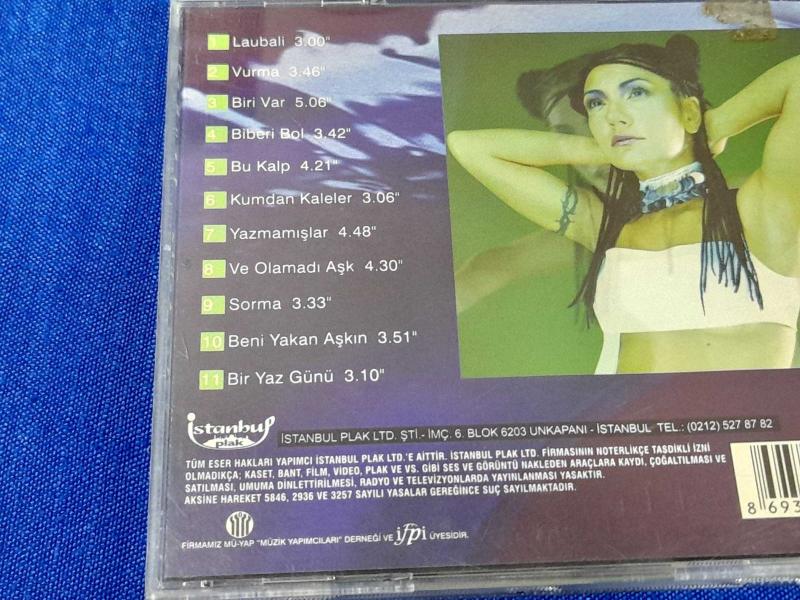 1 Laubali 3.00"
2 Vurma 3.46"
3 Biri Var 5.06"
4 Biberi Bol 3.42"
5 Bu Kalp 4.21"
6 Kumdan Kaleler 3.06"
7 Yazmamışlar 4.48"
8 Ve Olamadı Aşk 4.30"
9 Sorma 3.33"
10 Beni Yakan Aşkın 3.51"
11 Bir Yaz Günü 3.10"
istanbul plak
İSTANBUL PLAK LTD. ŞTİ.- İMÇ. 6. BLOK 6203 UNKAPANI - İSTANBUL TEL.: (0212) 527 87 82
TÜM ESER HAKLARI YAPIMCI İSTANBUL PLAK LTD.'E AİTTİR. İSTANBUL PLAK LTD. FİRMASININ NOTERLİKÇE TASDİKLİ İZNİ
OLMADIKÇA; KASET, BANT, FİLM, VİDEO, PLAK VE VS. GİBİ SES VE GÖRÜNTÜ NAKLEDEN ARAÇLARA KAYDI, ÇOĞALTILMASI VE
SATILMASI, UMUMA DİNLETTİRİLMESİ, RADYO VE TELEVİZYONLARDA YAYINLANMASI YASAKTIR.
AKSİNE HAREKET 5846, 2936 VE 3257 SAYILI YASALAR GEREĞİNCE SUÇ SAYILMAKTADIR.
8 693
FİRMAMIZ MÜ-YAP "MÜZİK YAPIMCILARI" DERNEĞİ VE ifpi ÜYESİDİR.